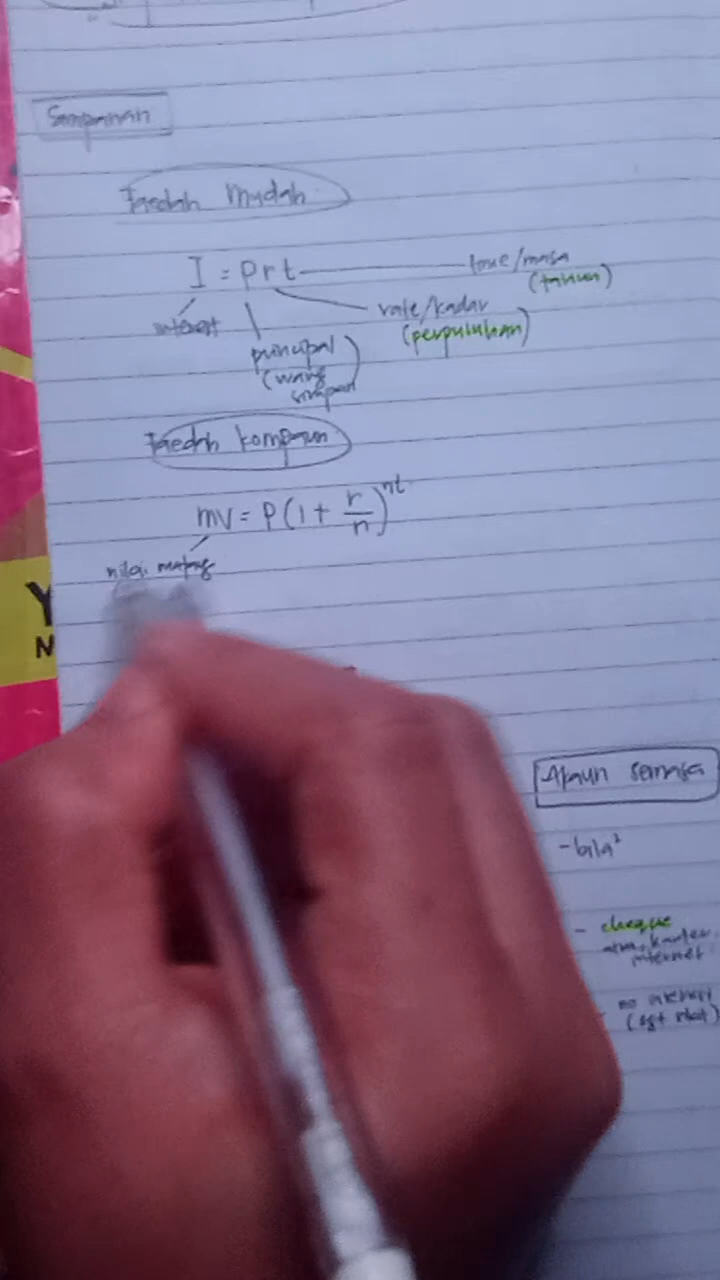 Simpanan
Faedah mudah
I = prt
time/masa
(tahun)
interest
rate/kadar
(perpuluhan)
principal
(wang
simpan
Faedah kompaun
mv = P(1 + r/n)^nt
nilai matang
Y
M
Akaun semasa
- bila²
- cheque
internet
no interest